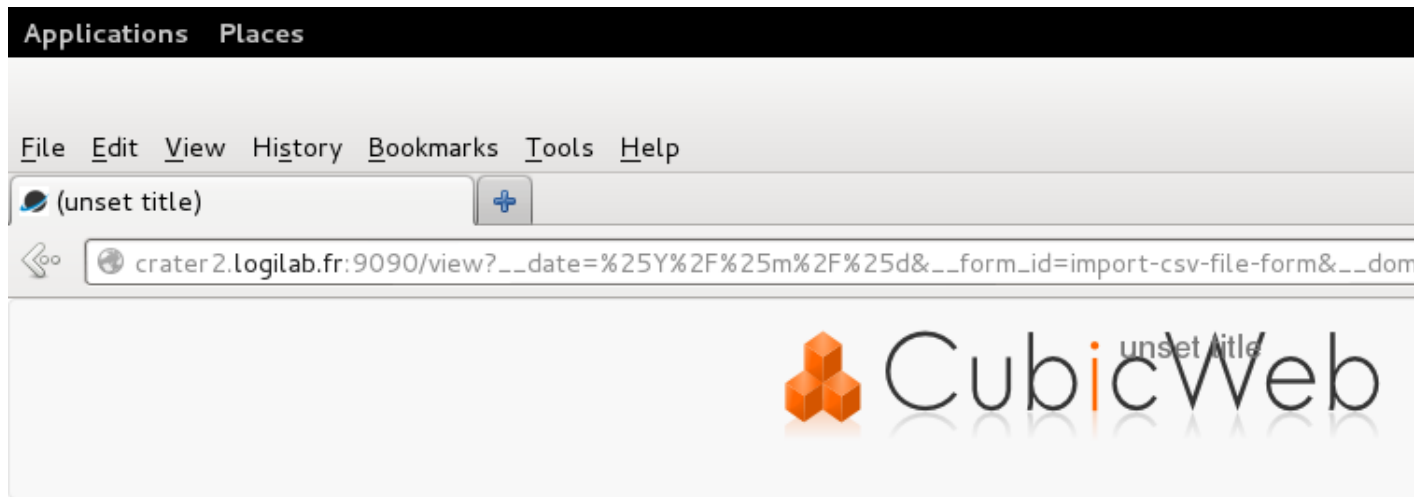 Applications Places
File Edit View History Bookmarks Tools Help
(unset title)
crater2.logilab.fr:9090/view?__date=%25Y%2F%25m%2F%25d&__form_id=import-csv-file-form&__dom
CubicWeb
unset title